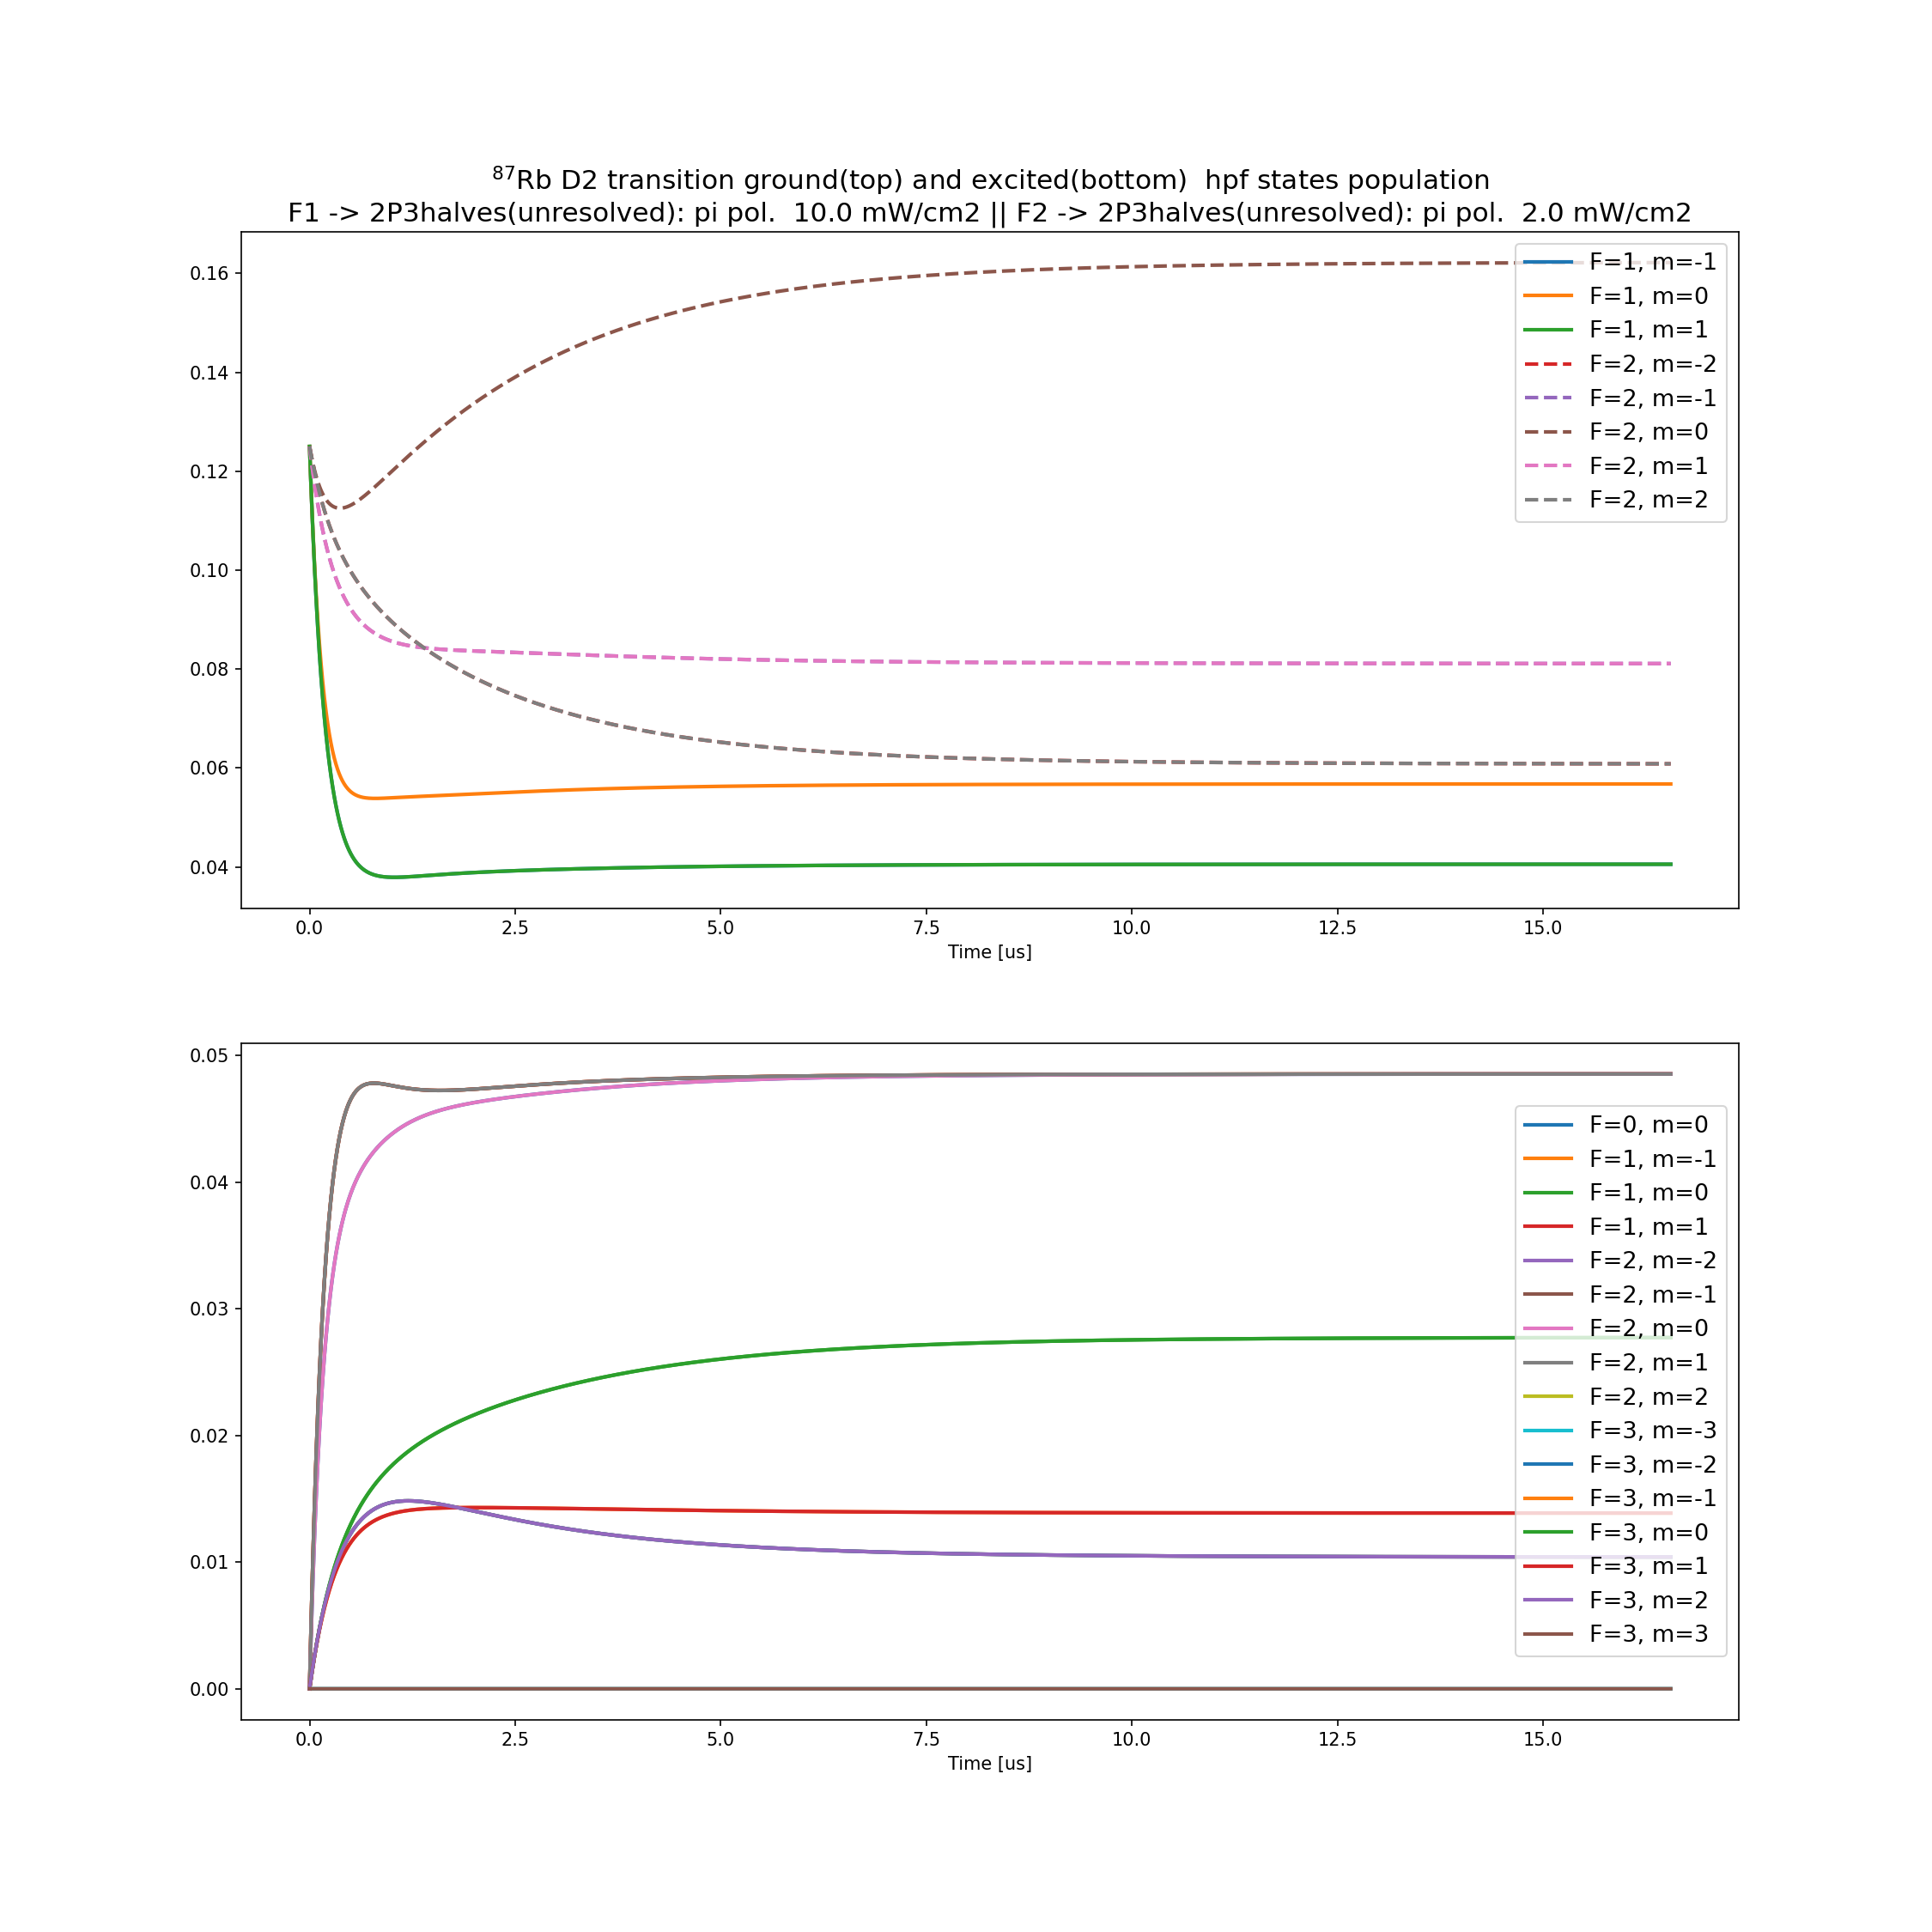 ⁸⁷Rb D2 transition ground(top) and excited(bottom)  hpf states population
F1 -> 2P3halves(unresolved): pi pol.  10.0 mW/cm2 || F2 -> 2P3halves(unresolved): pi pol.  2.0 mW/cm2
0.16
0.14
0.12
0.10
0.08
0.06
0.04
F=1, m=-1
F=1, m=0
F=1, m=1
F=2, m=-2
F=2, m=-1
F=2, m=0
F=2, m=1
F=2, m=2
0.0 2.5 5.0 7.5 10.0 12.5 15.0
Time [us]
0.05
0.04
0.03
0.02
0.01
0.00
F=0, m=0
F=1, m=-1
F=1, m=0
F=1, m=1
F=2, m=-2
F=2, m=-1
F=2, m=0
F=2, m=1
F=2, m=2
F=3, m=-3
F=3, m=-2
F=3, m=-1
F=3, m=0
F=3, m=1
F=3, m=2
F=3, m=3
0.0 2.5 5.0 7.5 10.0 12.5 15.0
Time [us]